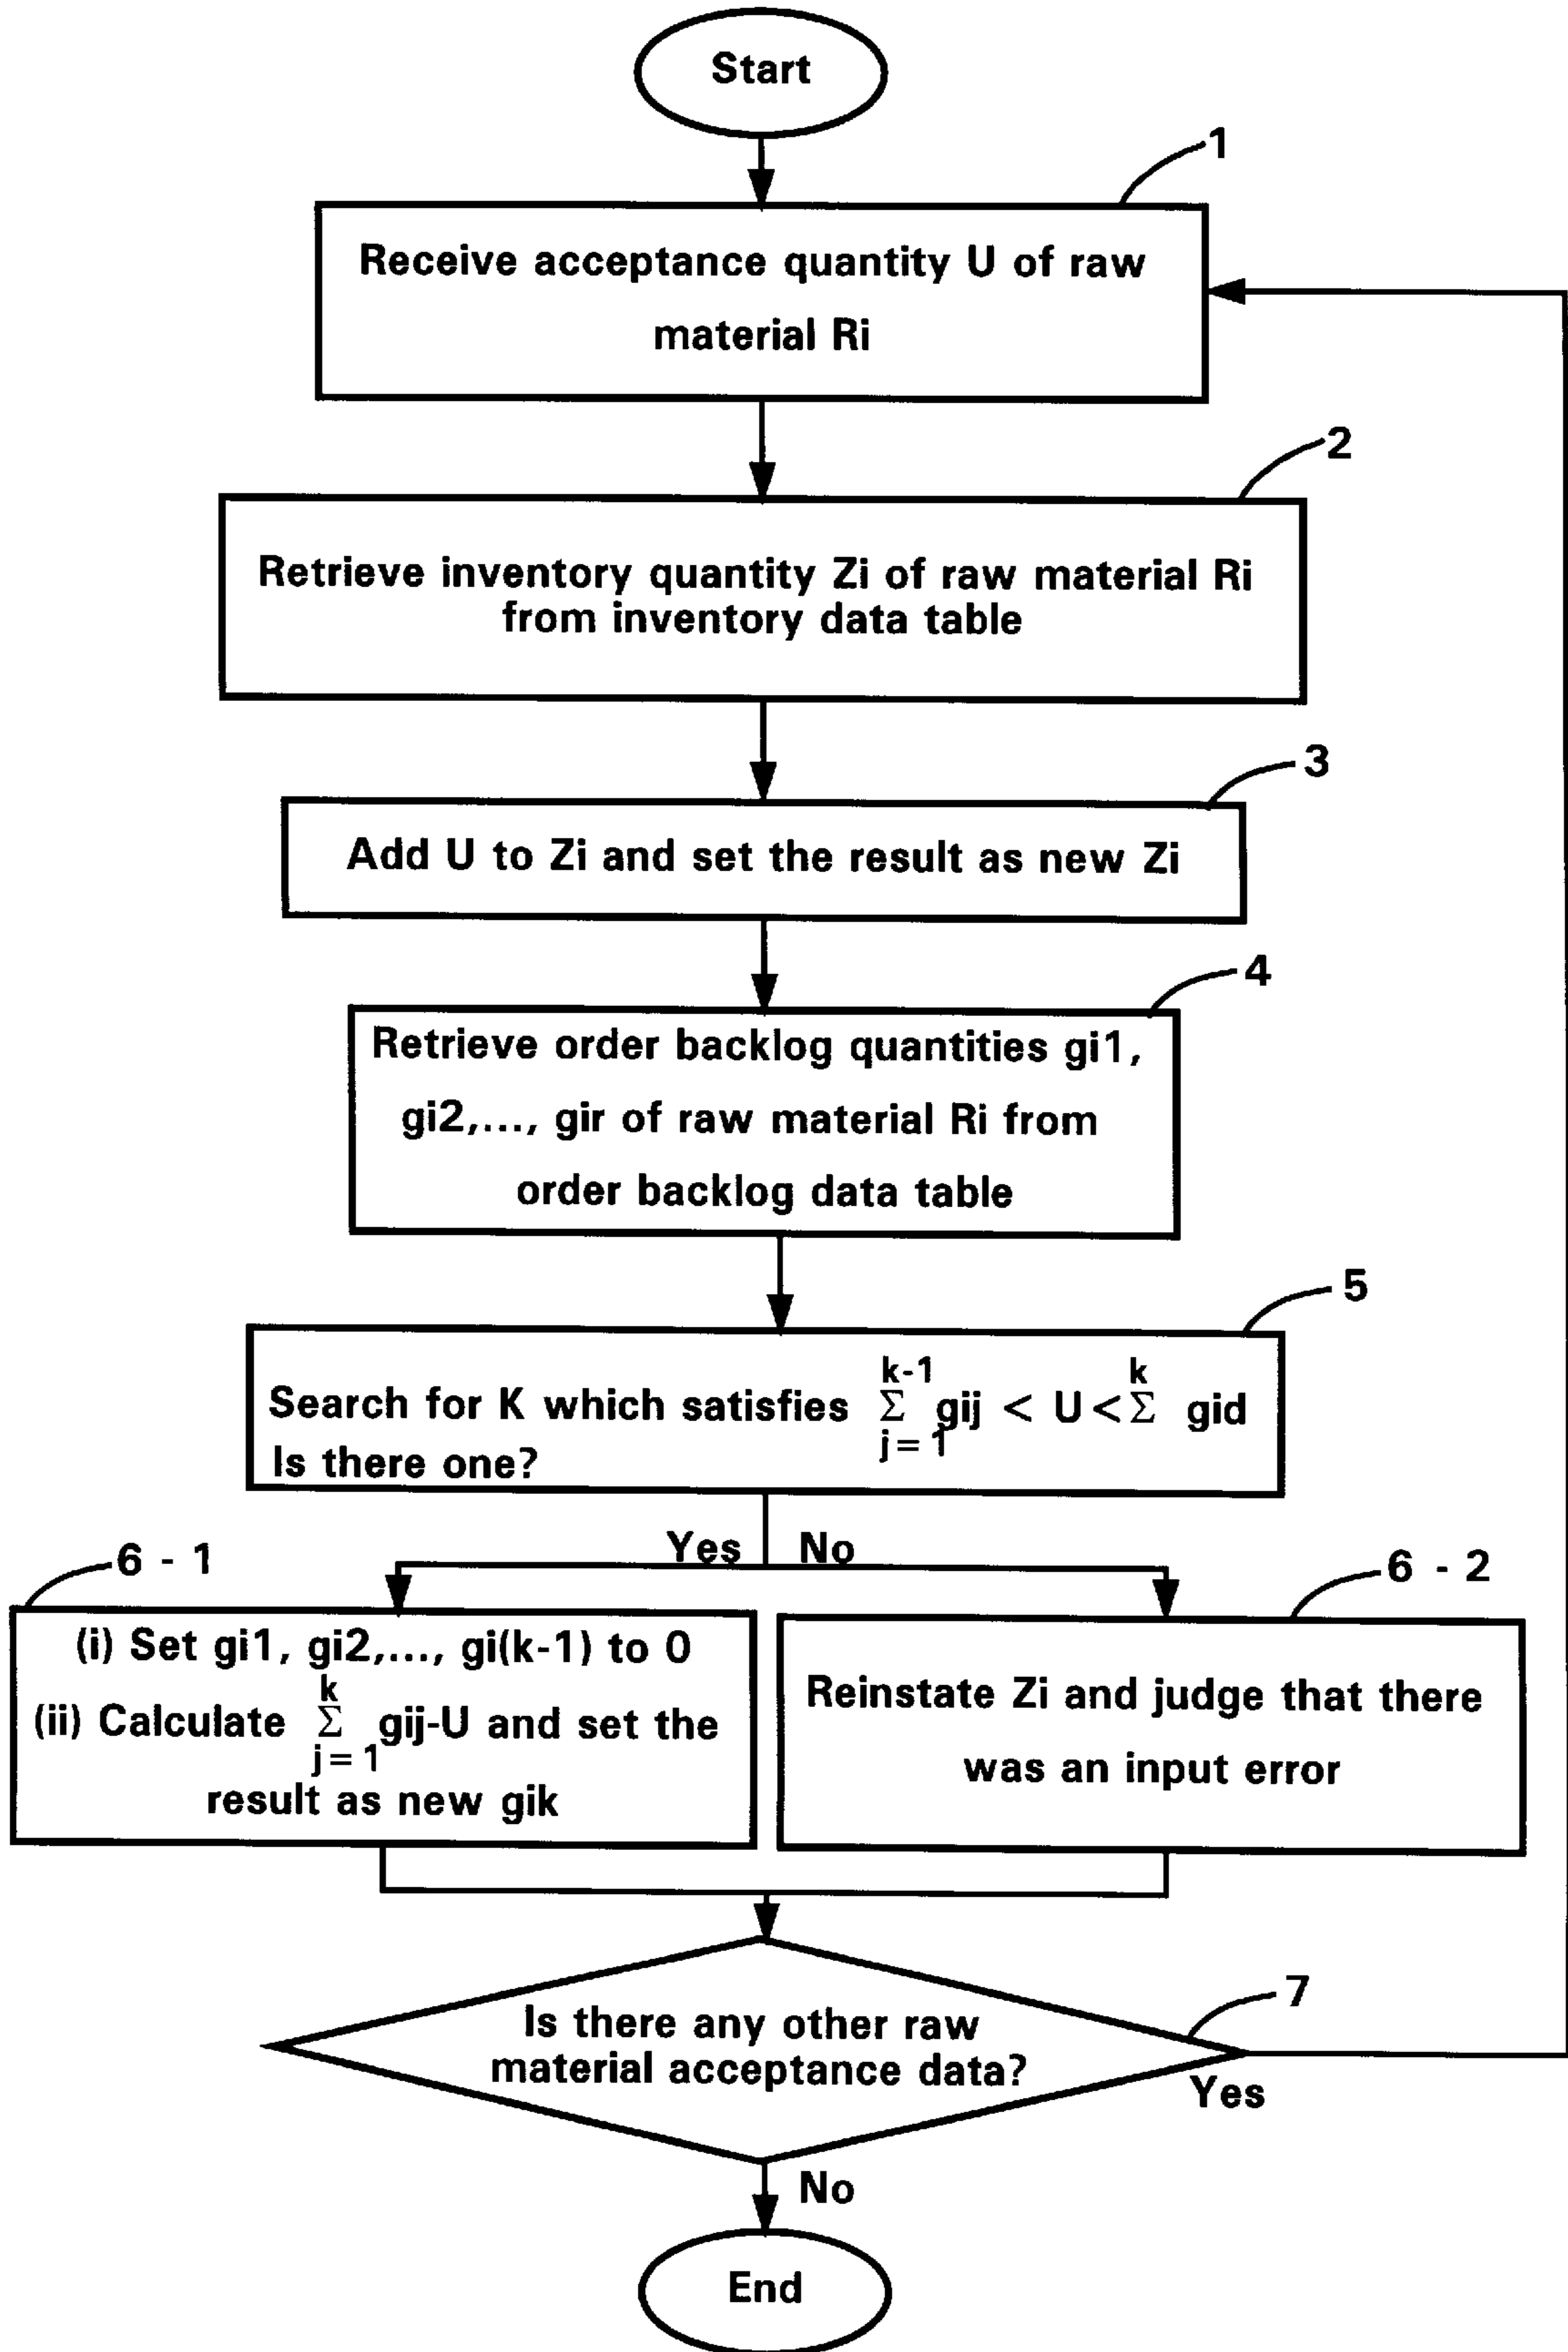 Start
1
Receive acceptance quantity U of raw
material Ri
2
Retrieve inventory quantity Zi of raw material Ri
from inventory data table
3
Add U to Zi and set the result as new Zi
4
Retrieve order backlog quantities gi1,
gi2,..., gir of raw material Ri from
order backlog data table
5
k-1 k
Search for K which satisfies Σ gij < U < Σ gid
j = 1
Is there one?
Yes No
6 - 1
6 - 2
(i) Set gi1, gi2,..., gi(k-1) to 0
k
(ii) Calculate Σ gij-U and set the
j = 1
result as new gik
Reinstate Zi and judge that there
was an input error
7
Is there any other raw
material acceptance data?
Yes
No
End